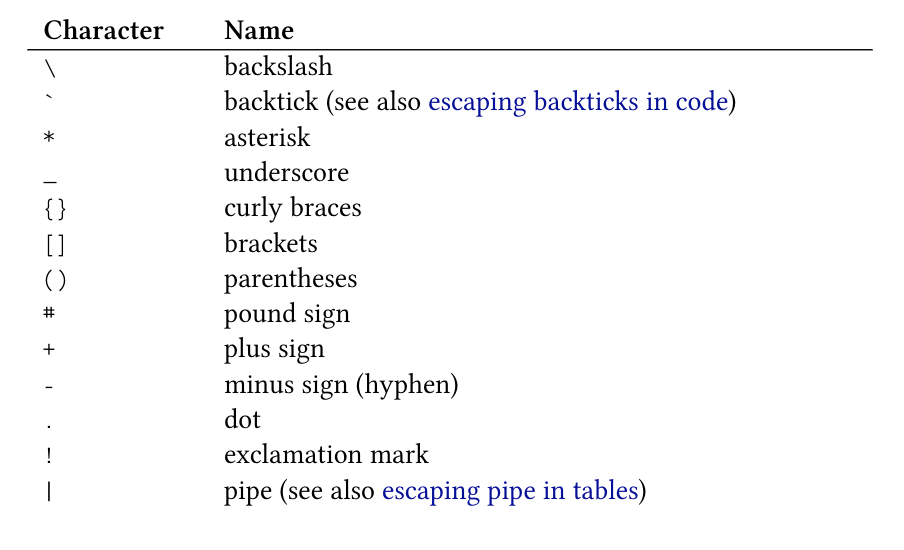 Character Name
\ backslash
` backtick (see also escaping backticks in code)
* asterisk
_ underscore
{} curly braces
[] brackets
() parentheses
# pound sign
+ plus sign
- minus sign (hyphen)
. dot
! exclamation mark
| pipe (see also escaping pipe in tables)